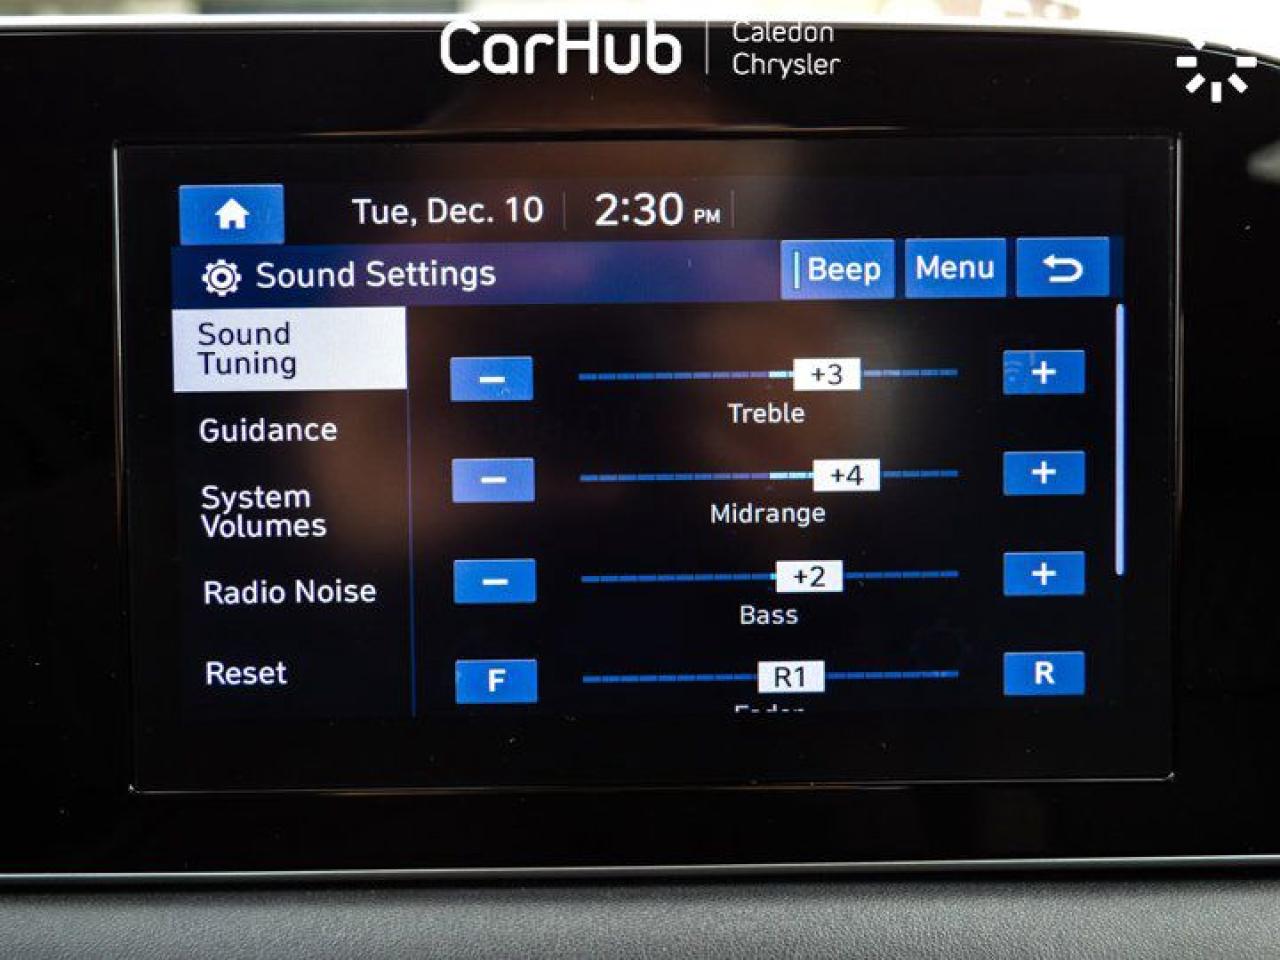 CarHub
Caledon
Chrysler
Tue, Dec. 10
2:30 PM
Sound Settings
Beep
Menu
Sound
Tuning
Guidance
System
Volumes
Radio Noise
Reset
− +3 +
Treble
− +4 +
Midrange
− +2 +
Bass
F R1 R